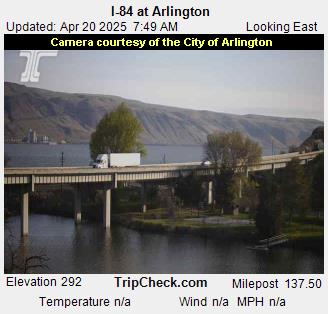 I-84 at Arlington
Updated: Apr 20 2025 7:49 AM Looking East
Camera courtesy of the City of Arlington
Elevation 292 TripCheck.com Milepost 137.50
Temperature n/a Wind n/a MPH n/a